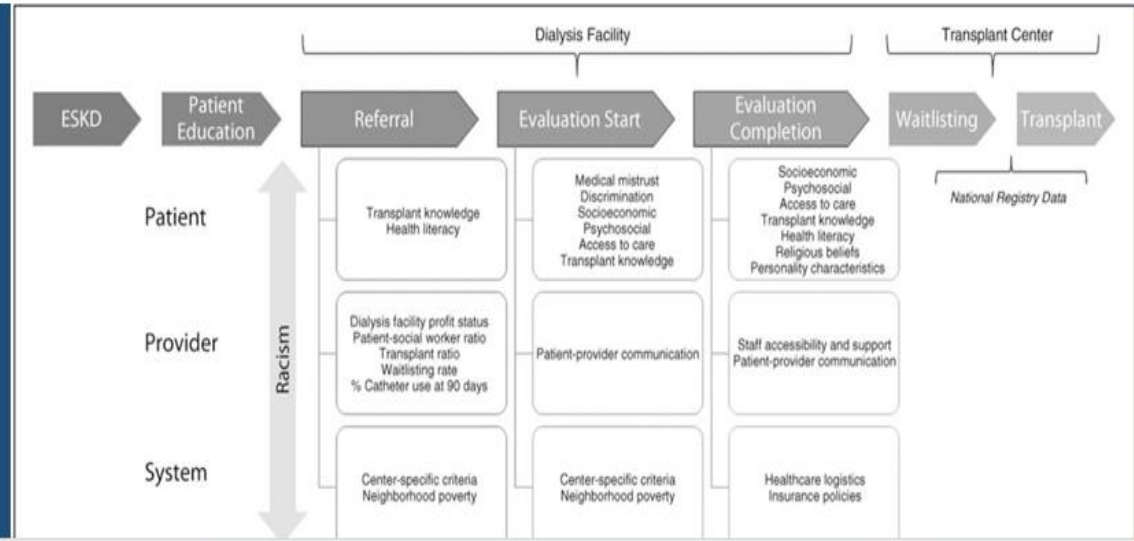 Dialysis Facility
Transplant Center
ESKD
Patient
Education
Referral
Evaluation Start
Evaluation
Completion
Waitlisting
Transplant
National Registry Data
Racism
Patient
Transplant knowledge
Health literacy
Medical mistrust
Discrimination
Socioeconomic
Psychosocial
Access to care
Transplant knowledge
Socioeconomic
Psychosocial
Access to care
Transplant knowledge
Health literacy
Religious beliefs
Personality characteristics
Provider
Dialysis facility profit status
Patient-social worker ratio
Transplant ratio
Waitlisting rate
% Catheter use at 90 days
Patient-provider communication
Staff accessibility and support
Patient-provider communication
System
Center-specific criteria
Neighborhood poverty
Center-specific criteria
Neighborhood poverty
Healthcare logistics
Insurance policies